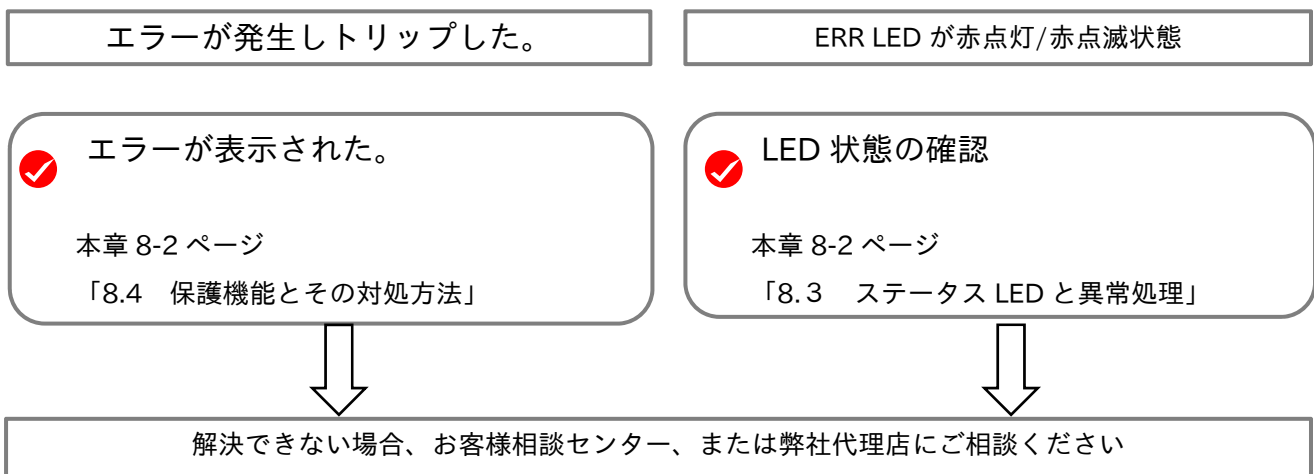 エラーが発生しトリップした。
ERR LED が赤点灯/赤点滅状態
エラーが表示された。
本章 8-2 ページ
「8.4　保護機能とその対処方法」
LED 状態の確認
本章 8-2 ページ
「8.３　ステータス LED と異常処理」
解決できない場合、お客様相談センター、または弊社代理店にご相談ください